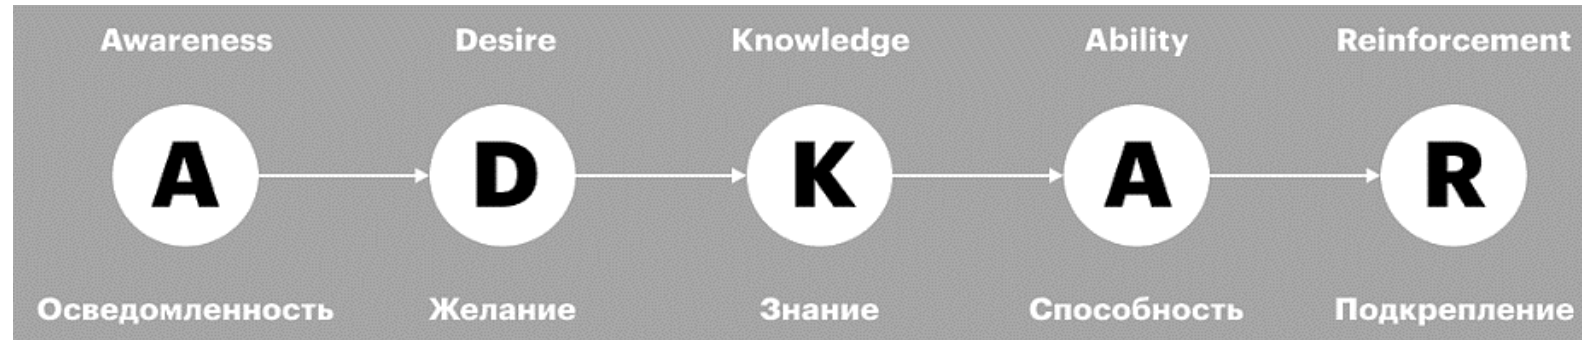 Awareness Desire Knowledge Ability Reinforcement
A D K A R
Осведомленность Желание Знание Способность Подкрепление